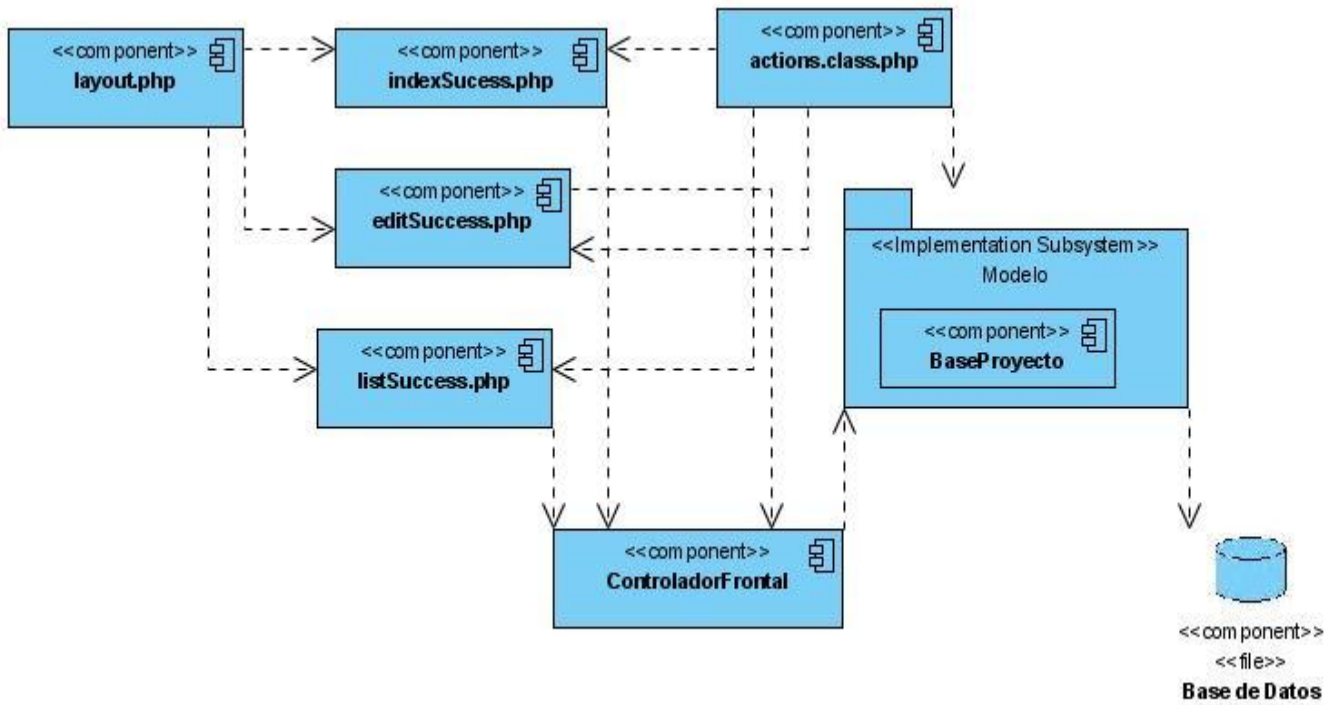 <<component>>
layout.php
<<component>>
indexSucess.php
<<component>>
actions.class.php
<<component>>
editSuccess.php
<<Implementation Subsystem>>
Modelo
<<component>>
BaseProyecto
<<component>>
listSuccess.php
<<component>>
ControladorFrontal
<<component>>
<<file>>
Base de Datos